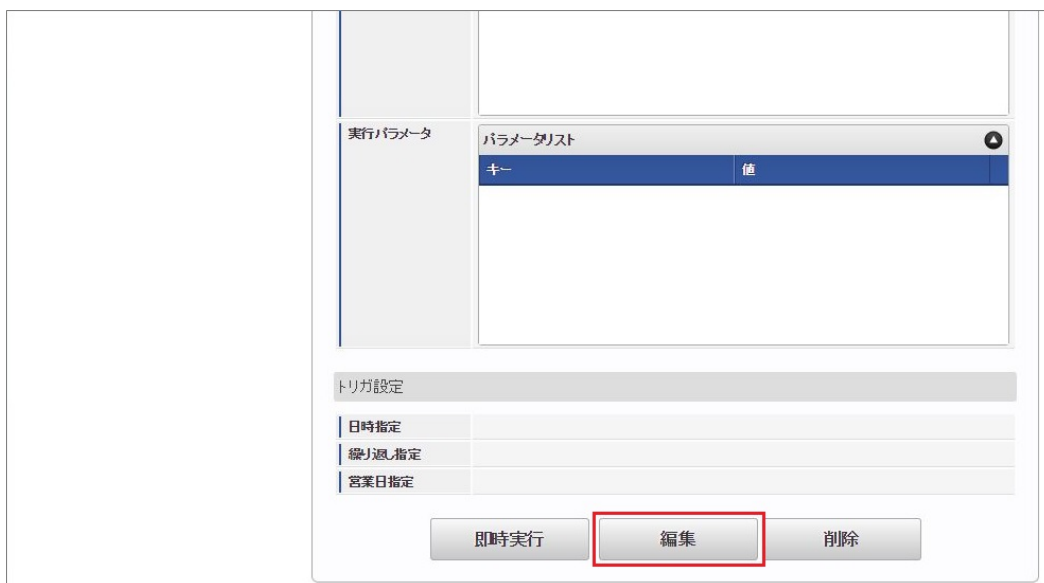 実行パラメータ
パラメータリスト
キー 値
トリガ設定
日時指定
繰り返し指定
営業日指定
即時実行 編集 削除